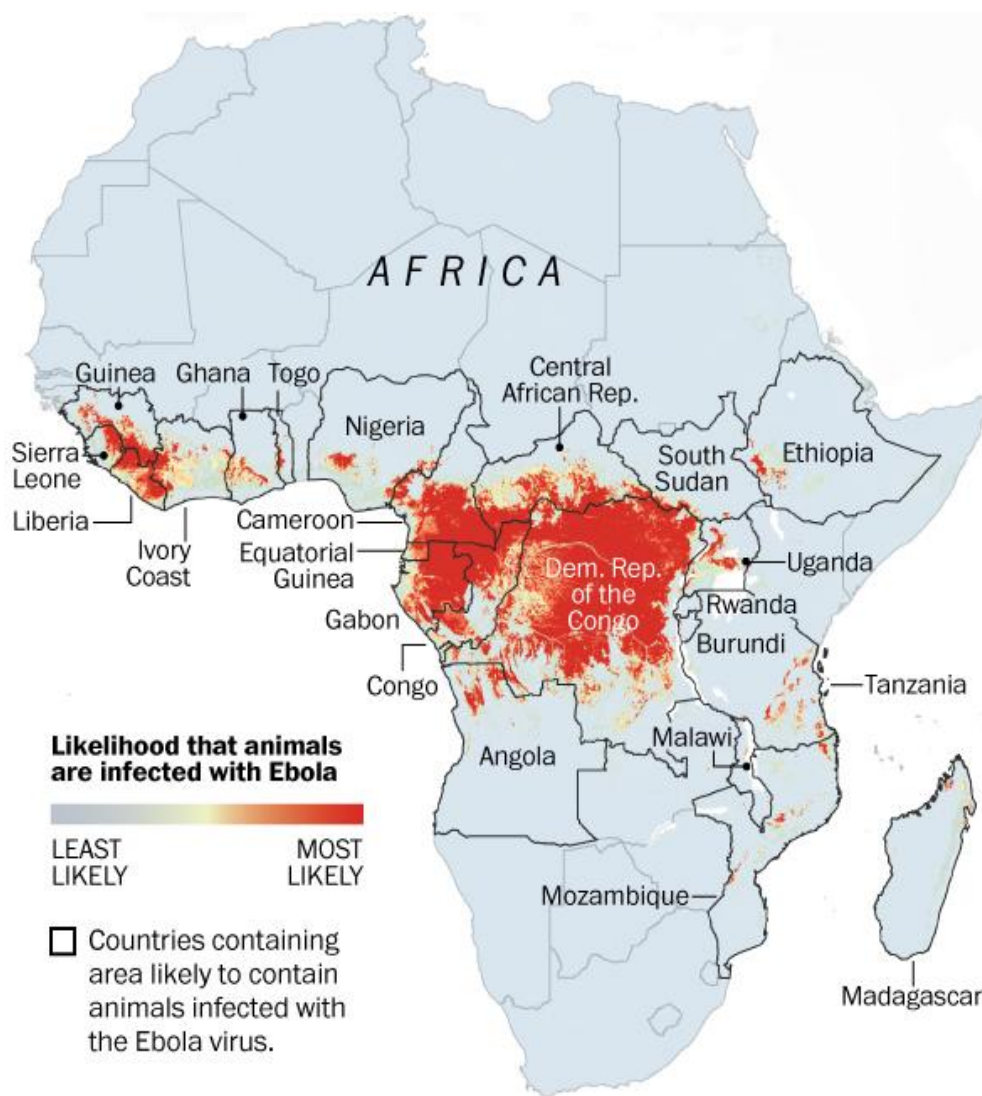 AFRICA
Guinea
Ghana
Togo
Nigeria
Central
African Rep.
South
Sudan
Ethiopia
Sierra
Leone
Liberia
Ivory
Coast
Cameroon
Equatorial
Guinea
Gabon
Congo
Dem. Rep.
of the
Congo
Uganda
Rwanda
Burundi
Tanzania
Angola
Malawi
Mozambique
Madagascar
Likelihood that animals
are infected with Ebola
LEAST
LIKELY
MOST
LIKELY
Countries containing
area likely to contain
animals infected with
the Ebola virus.